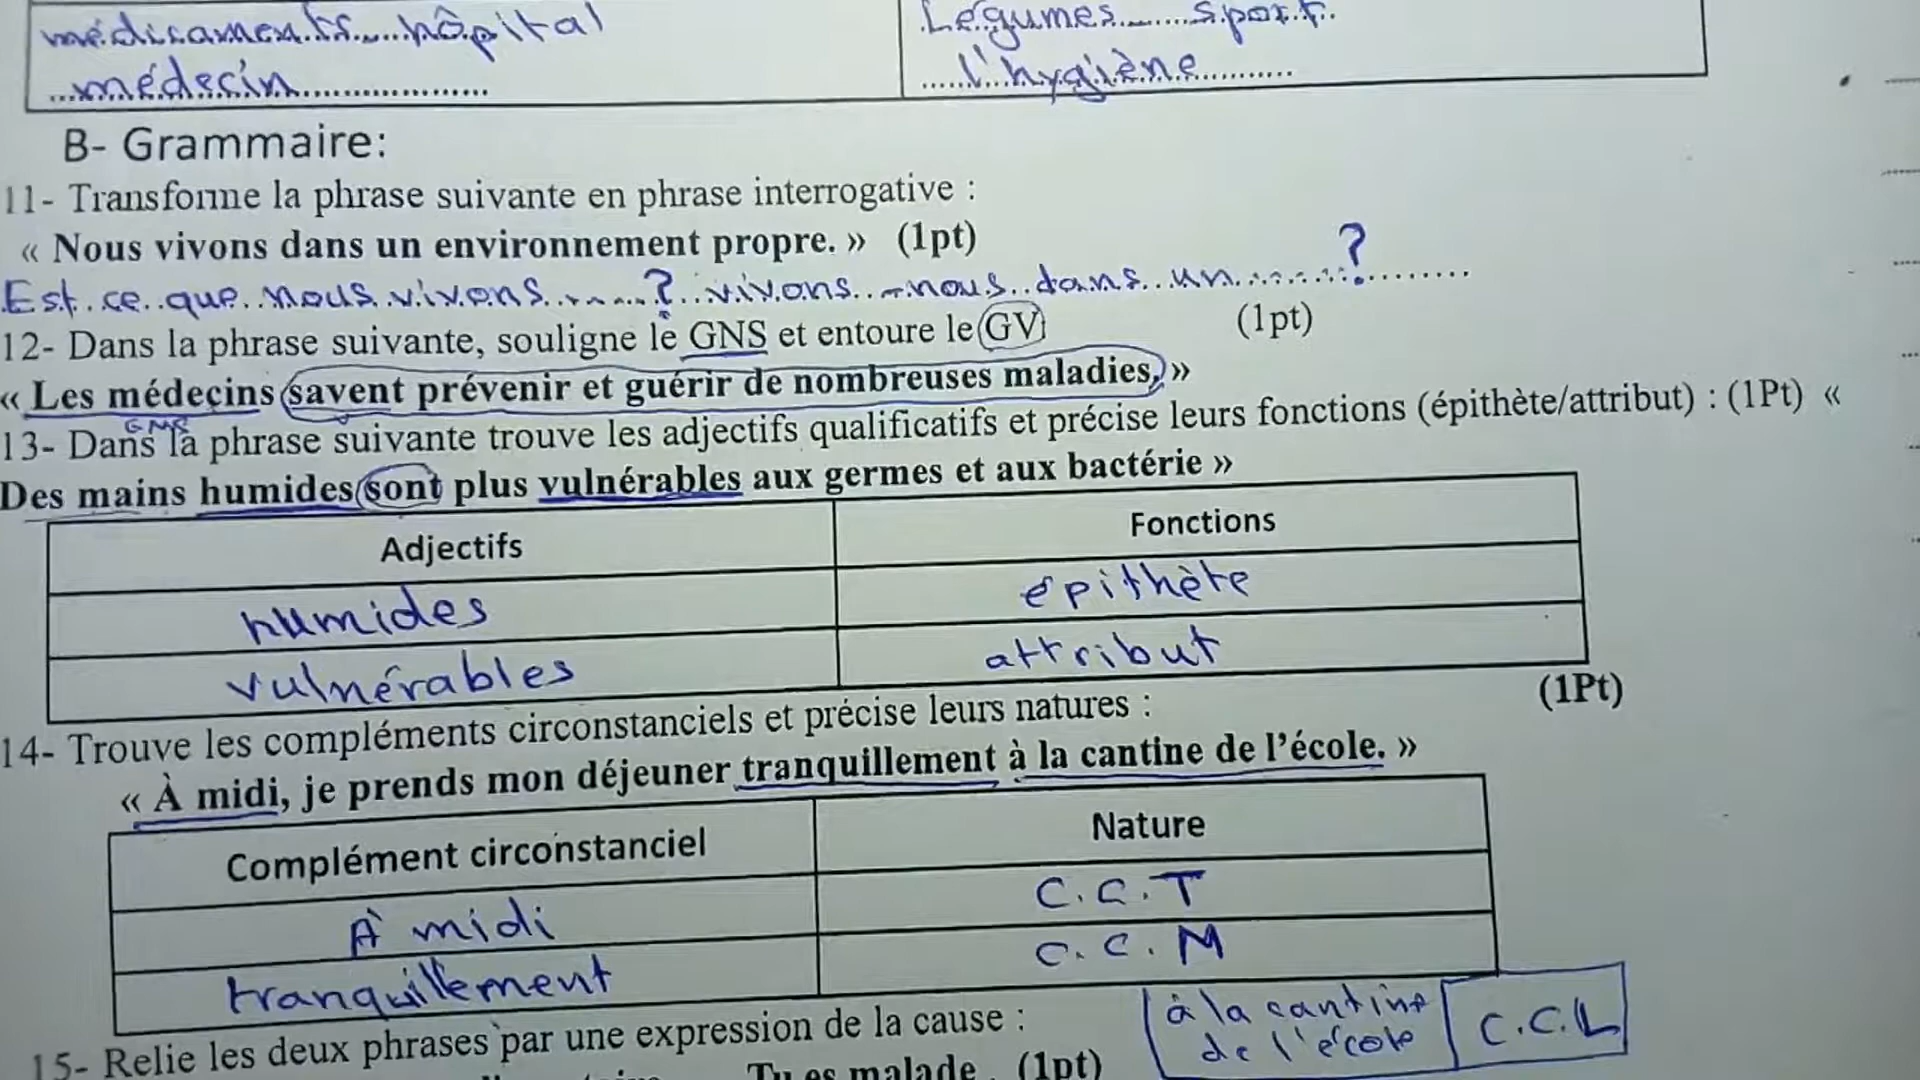 médicaments....hôpital
Légumes......sport..
...médecin...................
.....l'hygiène..........
B- Grammaire:
11- Transforme la phrase suivante en phrase interrogative :
« Nous vivons dans un environnement propre. » (1pt)
Est.ce.que.nous.vivons........?..vivons..-nous..dans..un........?.........
12- Dans la phrase suivante, souligne le GNS et entoure le GV (1pt)
« Les médecins savent prévenir et guérir de nombreuses maladies. »
GNS
13- Dans la phrase suivante trouve les adjectifs qualificatifs et précise leurs fonctions (épithète/attribut) : (1Pt) «
Des mains humides sont plus vulnérables aux germes et aux bactérie »
Adjectifs Fonctions
humides épithète
vulnérables attribut
14- Trouve les compléments circonstanciels et précise leurs natures : (1Pt)
« À midi, je prends mon déjeuner tranquillement à la cantine de l'école. »
Complément circonstanciel Nature
À midi C.C.T
tranquillement C.C.M
à la cantine
de l'école C.C.L
15- Relie les deux phrases par une expression de la cause :
Tu es malade. (1pt)